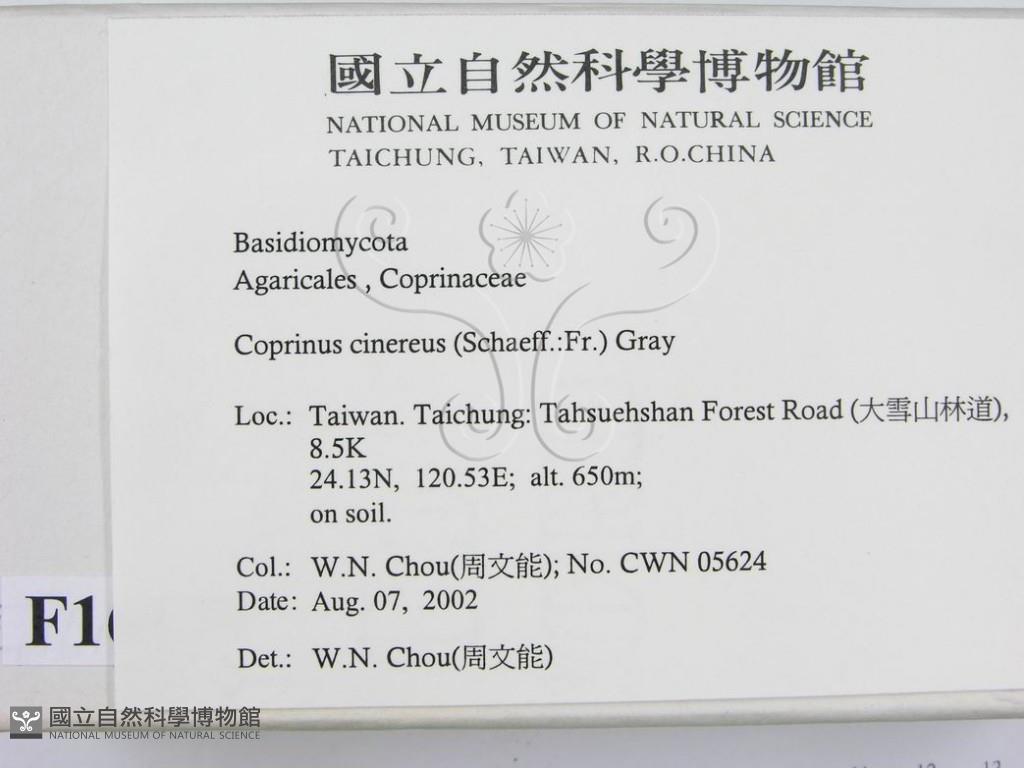 國立自然科學博物館
NATIONAL MUSEUM OF NATURAL SCIENCE
TAICHUNG, TAIWAN, R.O.CHINA
Basidiomycota
Agaricales , Coprinaceae
Coprinus cinereus (Schaeff.:Fr.) Gray
Loc.: Taiwan. Taichung: Tahsuehshan Forest Road (大雪山林道),
8.5K
24.13N, 120.53E; alt. 650m;
on soil.
Col.: W.N. Chou(周文能); No. CWN 05624
Date: Aug. 07, 2002
Det.: W.N. Chou(周文能)
國立自然科學博物館
NATIONAL MUSEUM OF NATURAL SCIENCE